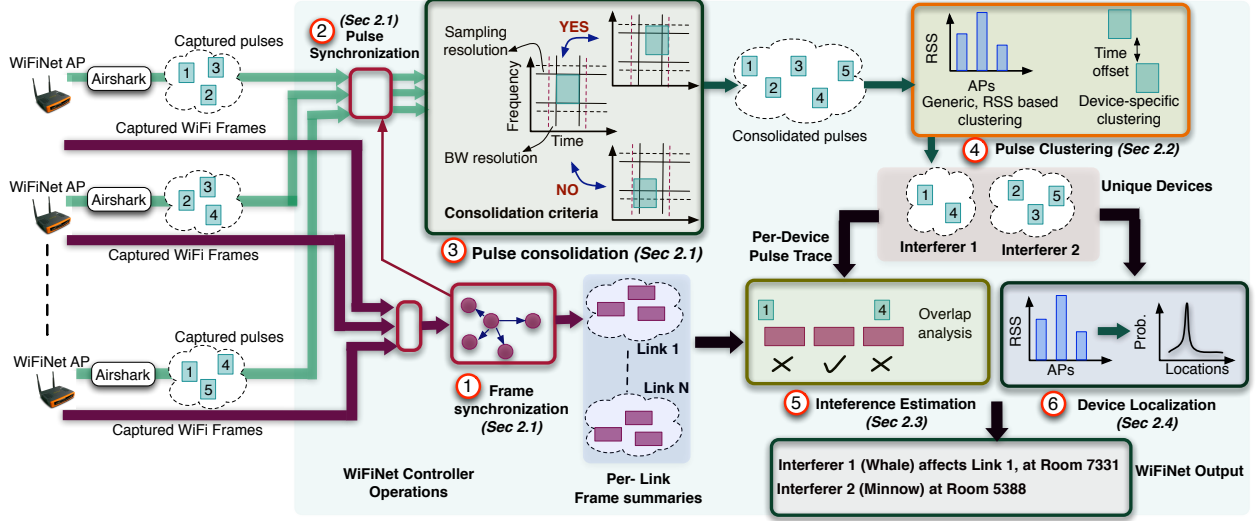 WiFiNet AP
Captured pulses
Airshark
1
3
2
Captured WiFi Frames
WiFiNet AP
Airshark
3
2
4
Captured WiFi Frames
WiFiNet AP
Captured pulses
Airshark
1
4
5
Captured WiFi Frames
2
(Sec 2.1)
Pulse
Synchronization
Sampling
resolution
YES
Frequency
Time
BW resolution
NO
Consolidation criteria
3 Pulse consolidation (Sec 2.1)
1
3
5
2
4
Consolidated pulses
RSS
APs
Generic, RSS based
clustering
Time
offset
Device-specific
clustering
4 Pulse Clustering (Sec 2.2)
1
4
Interferer 1
2
5
3
Interferer 2
Unique Devices
Per-Device
Pulse Trace
1 Frame
synchronization
(Sec 2.1)
Link 1
Link N
Per- Link
Frame summaries
WiFiNet Controller
Operations
1
4
Overlap
analysis
5 Inteference Estimation
(Sec 2.3)
RSS
APs
Prob.
Locations
6 Device Localization
(Sec 2.4)
Interferer 1 (Whale) affects Link 1, at Room 7331
Interferer 2 (Minnow) at Room 5388
WiFiNet Output